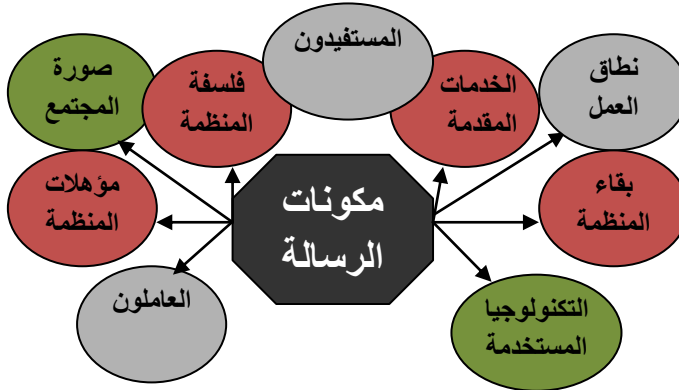 المستفيدون
نطاق
العمل
الخدمات
المقدمة
فلسفة
المنظمة
صورة
المجتمع
بقاء
المنظمة
مكونات
الرسالة
مؤهلات
المنظمة
التكنولوجيا
المستخدمة
العاملون